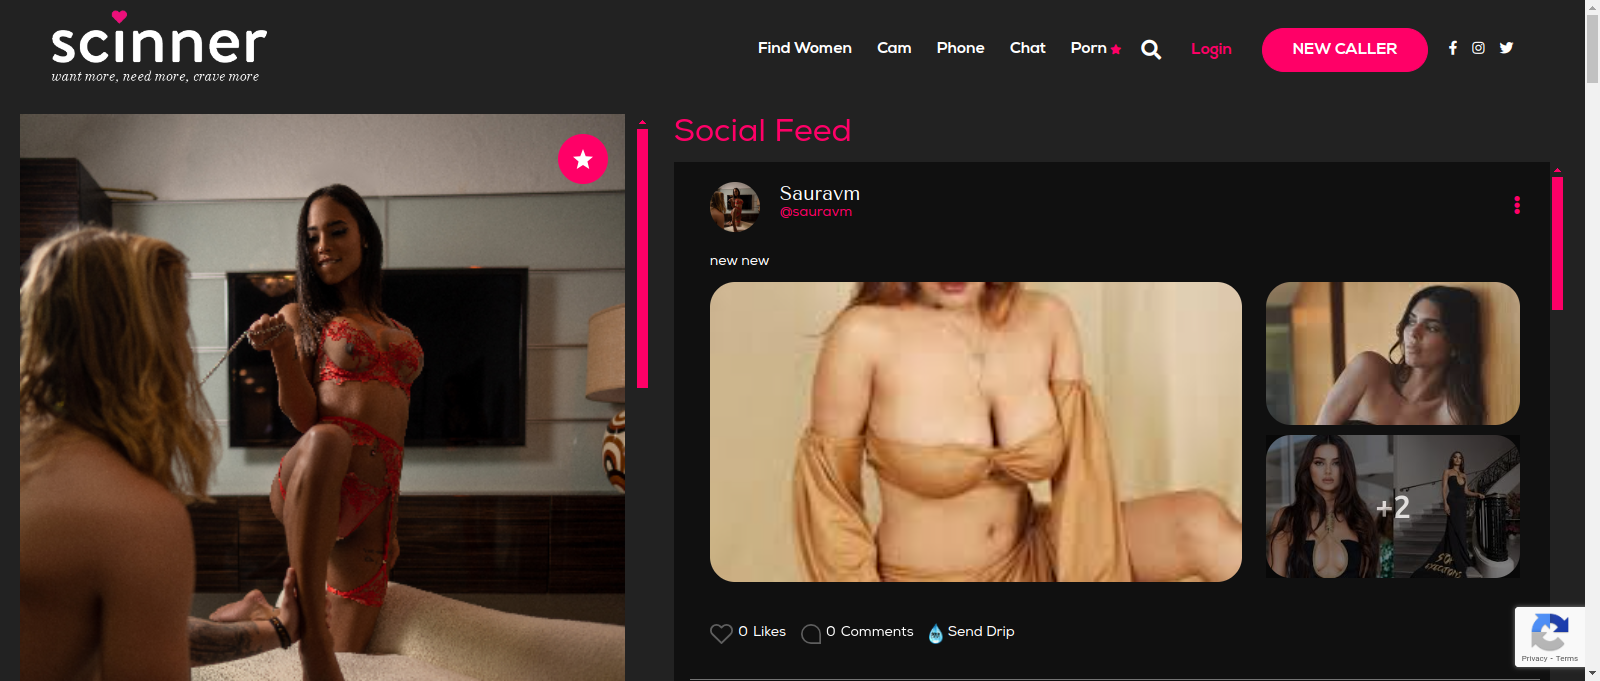 scinner
want more, need more, crave more
Find Women Cam Phone Chat Porn Login NEW CALLER
Social Feed
Sauravm
@sauravm
new new
+2
0 Likes 0 Comments Send Drip
Privacy - Terms